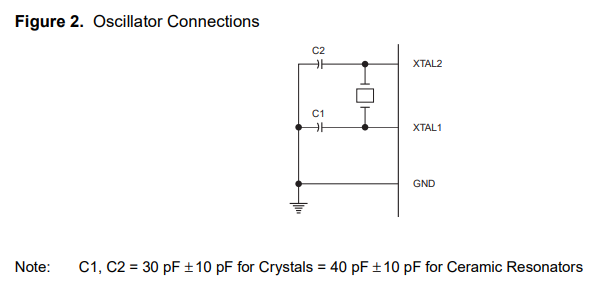 Figure 2. Oscillator Connections
C2
XTAL2
C1
XTAL1
GND
Note: C1, C2 = 30 pF ± 10 pF for Crystals = 40 pF ± 10 pF for Ceramic Resonators